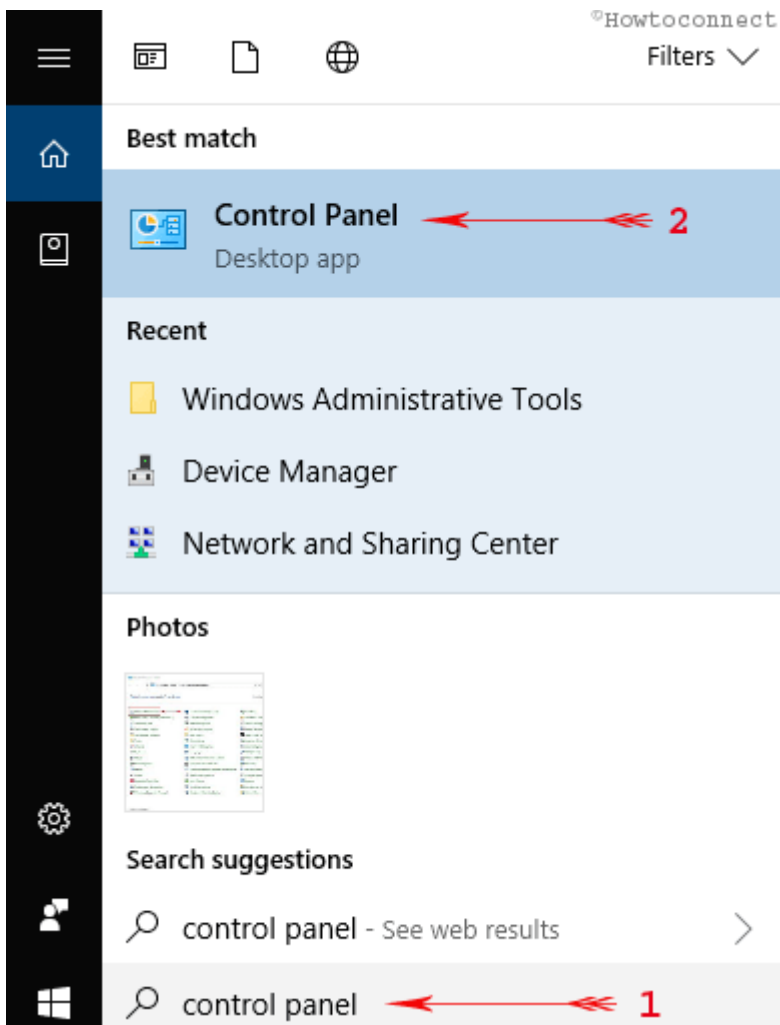 ©Howtoconnect
Filters
Best match
Control Panel
2
Desktop app
Recent
Windows Administrative Tools
Device Manager
Network and Sharing Center
Photos
Search suggestions
control panel - See web results
control panel
1